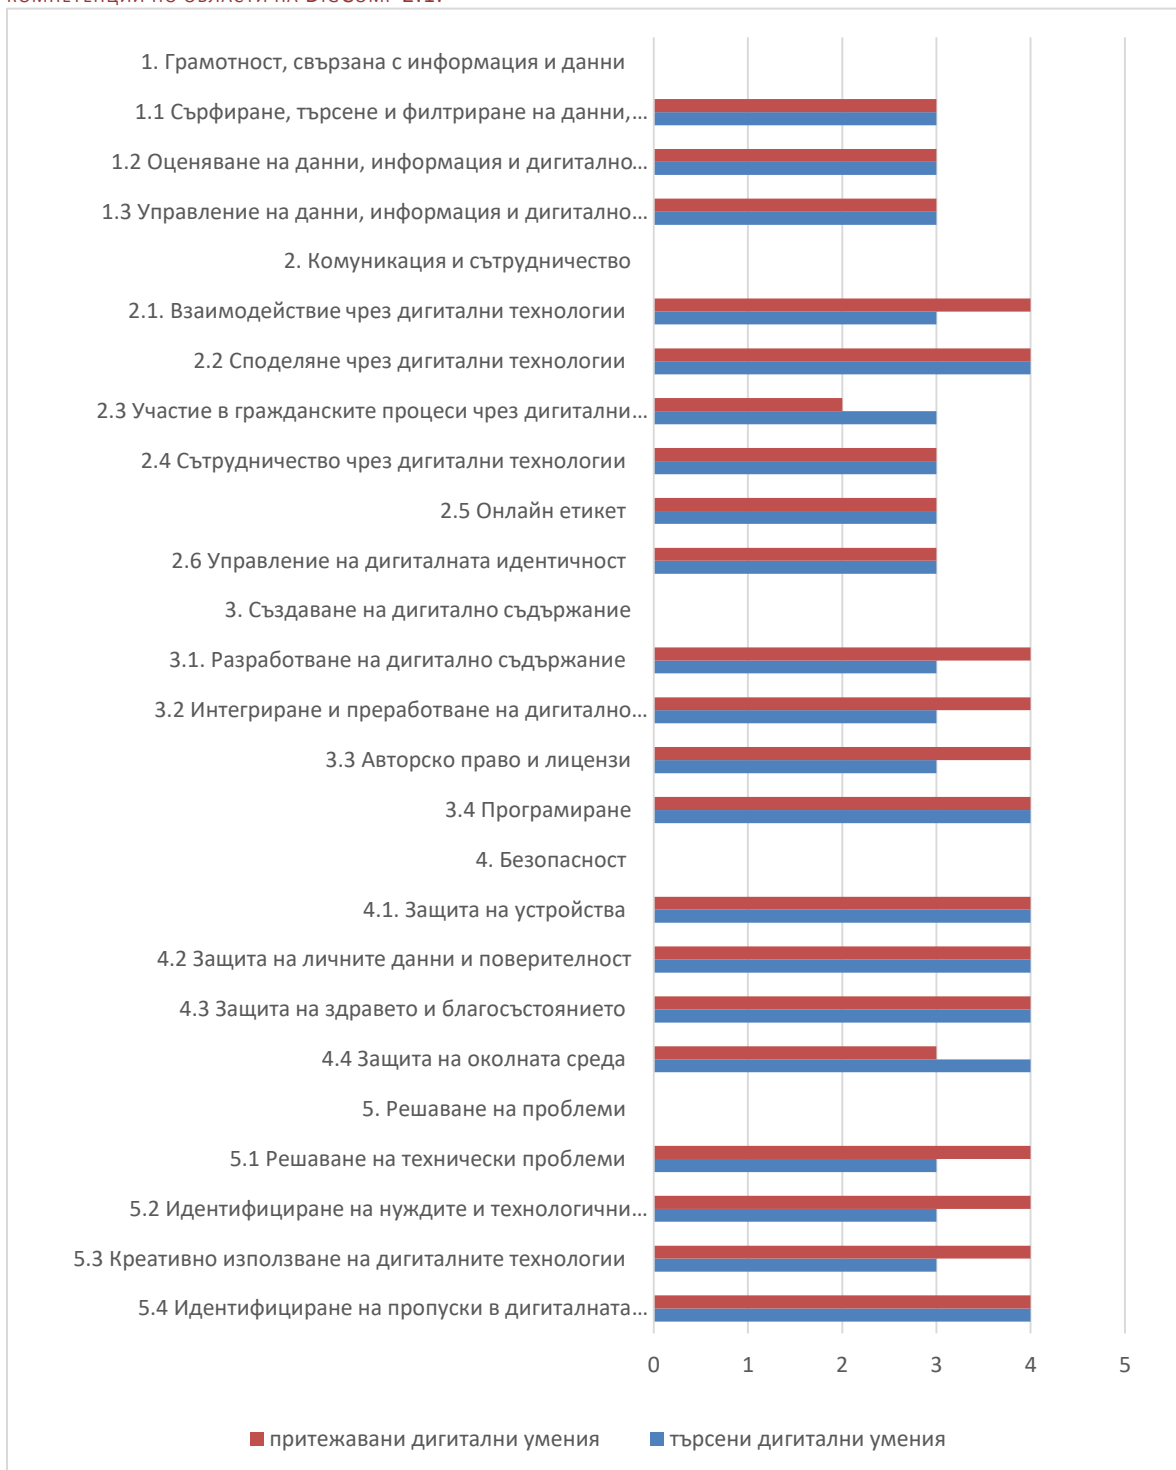 компетенции по области на DigComp 2.1.
1. Грамотност, свързана с информация и данни
1.1 Сърфиране, търсене и филтриране на данни,...
1.2 Оценяване на данни, информация и дигитално...
1.3 Управление на данни, информация и дигитално...
2. Комуникация и сътрудничество
2.1. Взаимодействие чрез дигитални технологии
2.2 Споделяне чрез дигитални технологии
2.3 Участие в гражданските процеси чрез дигитални...
2.4 Сътрудничество чрез дигитални технологии
2.5 Онлайн етикет
2.6 Управление на дигиталната идентичност
3. Създаване на дигитално съдържание
3.1. Разработване на дигитално съдържание
3.2 Интегриране и преработване на дигитално...
3.3 Авторско право и лицензи
3.4 Програмиране
4. Безопасност
4.1. Защита на устройства
4.2 Защита на личните данни и поверителност
4.3 Защита на здравето и благосъстоянието
4.4 Защита на околната среда
5. Решаване на проблеми
5.1 Решаване на технически проблеми
5.2 Идентифициране на нуждите и технологични...
5.3 Креативно използване на дигиталните технологии
5.4 Идентифициране на пропуски в дигиталната...
0 1 2 3 4 5
притежавани дигитални умения търсени дигитални умения